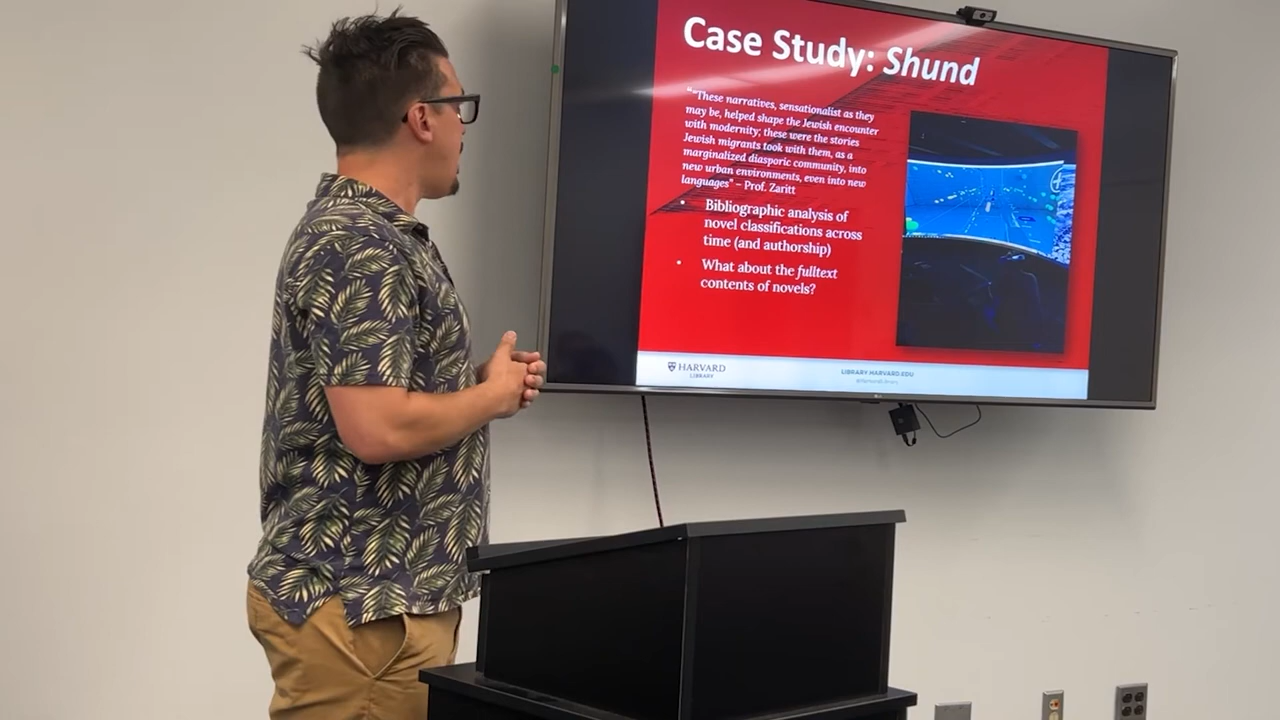 Case Study: Shund
"“These narratives, sensationalist as they
may be, helped shape the Jewish encounter
with modernity; these were the stories
Jewish migrants took with them, as a
marginalized diasporic community, into
new urban environments, even into new
languages” – Prof. Zaritt
• Bibliographic analysis of
novel classifications across
time (and authorship)
• What about the fulltext
contents of novels?
HARVARD
LIBRARY
LIBRARY.HARVARD.EDU
@HarvardLibrary
LG